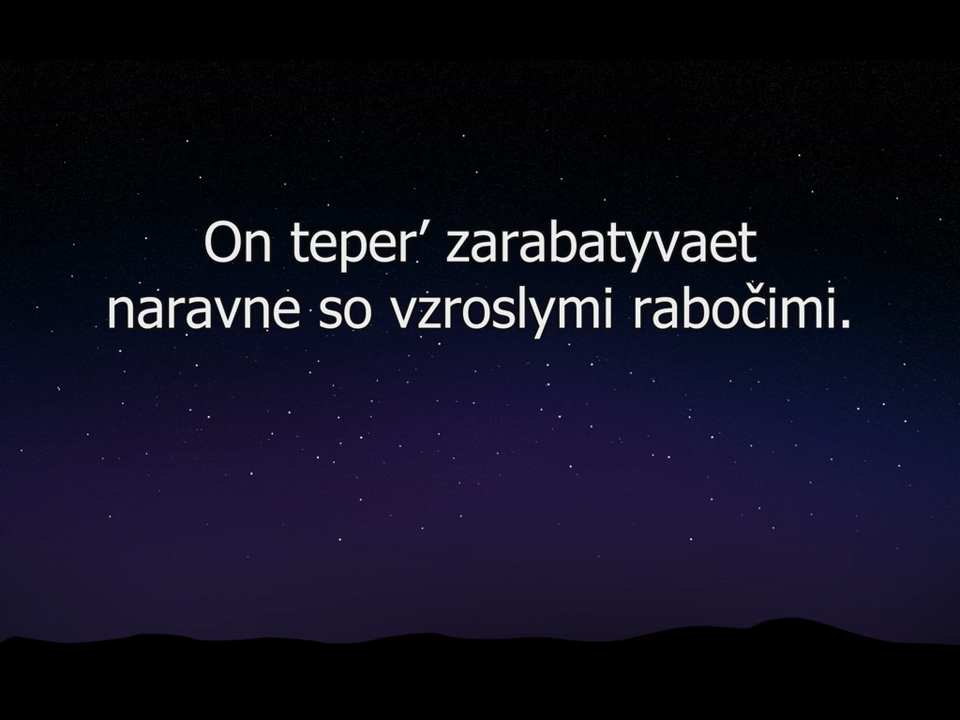 On teper’ zarabatyvaet
naravne so vzroslymi rabočimi.